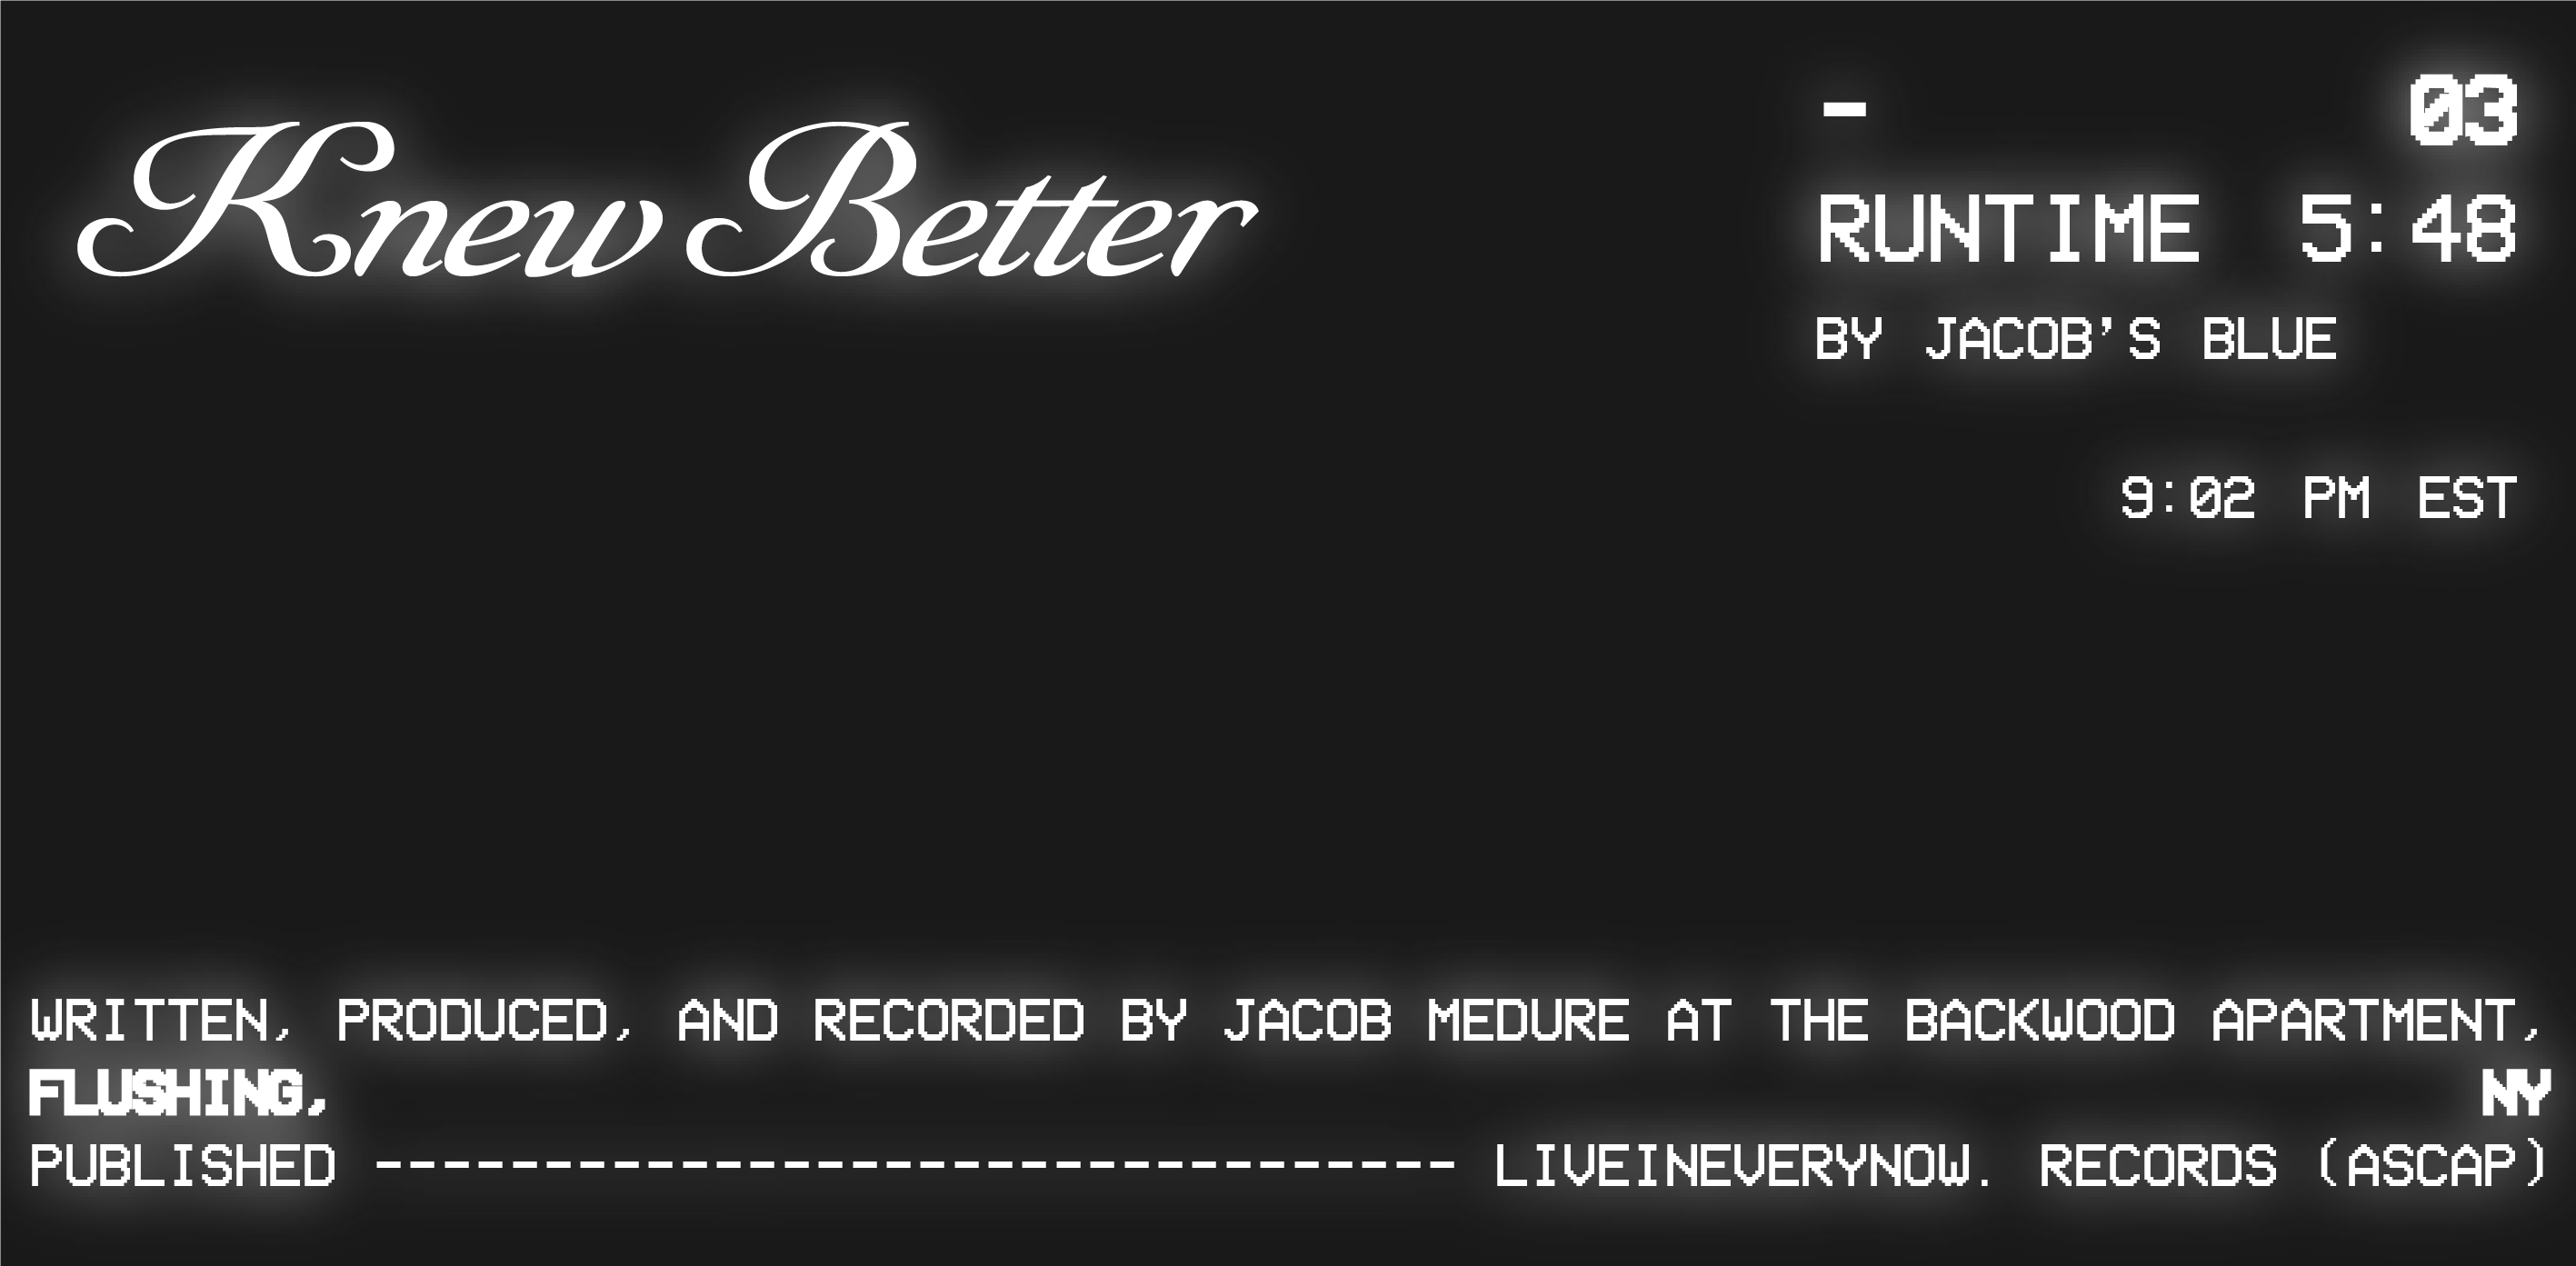 Knew Better
- 03
RUNTIME 5:48
BY JACOB'S BLUE
9:02 PM EST
WRITTEN, PRODUCED, AND RECORDED BY JACOB MEDURE AT THE BACKWOOD APARTMENT,
FLUSHING, NY
PUBLISHED -------------------------------- LIVEINEVERYNOW. RECORDS (ASCAP)